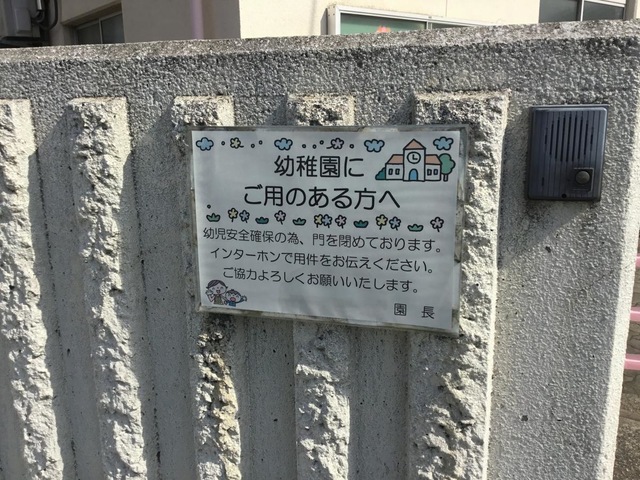 幼稚園に
ご用のある方へ
幼児安全確保の為、門を閉めております。
インターホンで用件をお伝えください。
ご協力よろしくお願いいたします。
園 長